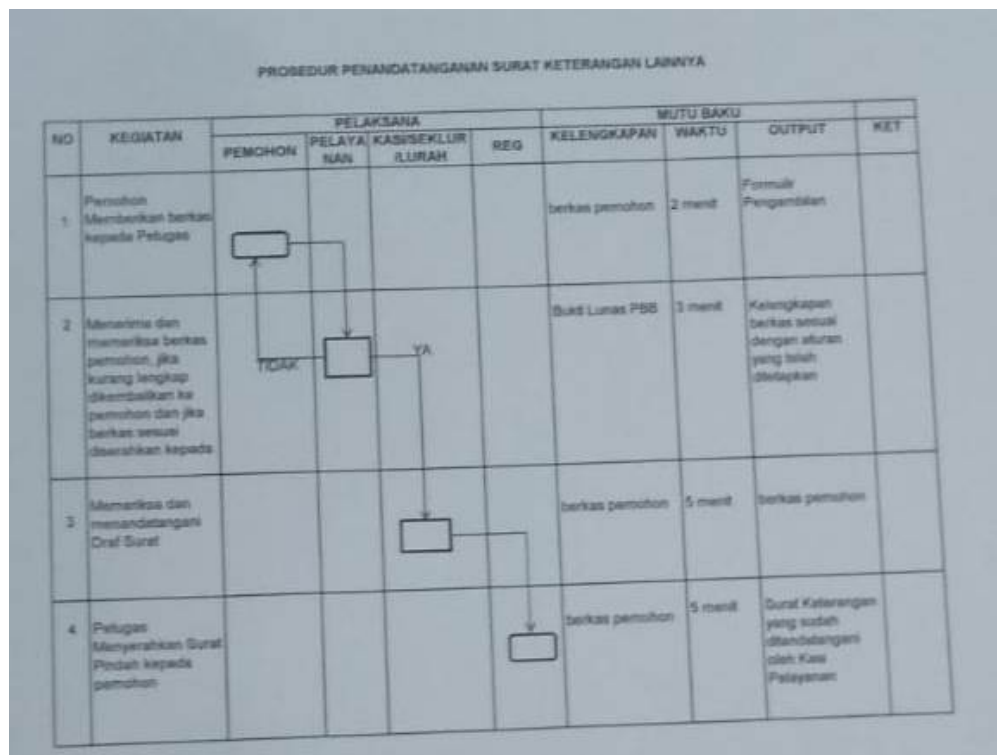 PROSEDUR PENANDATANGANAN SURAT KETERANGAN LAINNYA
NO KEGIATAN PELAKSANA MUTU BAKU KET
PEMOHON PELAYA KASI/SEKLUR REG KELENGKAPAN WAKTU OUTPUT
NAN /LURAH
1 Pemohon
Memberikan berkas
kepada Petugas
berkas pemohon 2 menit Formulir
Pengambilan
2 Menerima dan
memeriksa berkas
pemohon, jika
kurang lengkap
dikembalikan ke
pemohon dan jika
berkas sesuai
diserahkan kepada
TIDAK
YA
Bukti Lunas PBB 3 menit Kelengkapan
berkas sesuai
dengan aturan
yang telah
ditetapkan
3 Memeriksa dan
menandatangani
Draf Surat
berkas pemohon 5 menit berkas pemohon
4 Petugas
Menyerahkan Surat
Pindah kepada
pemohon
berkas pemohon 5 menit Surat Keterangan
yang sudah
ditandatangani
oleh Kasi
Pelayanan